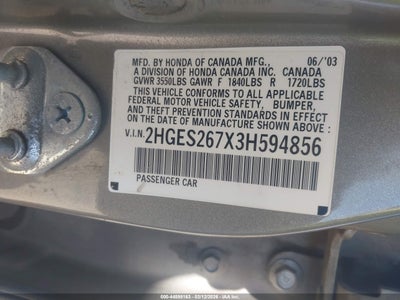 MFD. BY HONDA OF CANADA MFG., 06/'03
A DIVISION OF HONDA CANADA INC. CANADA
GVWR 3550LBS GAWR F 1840LBS R 1720LBS
THIS VEHICLE CONFORMS TO ALL APPLICABLE
FEDERAL MOTOR VEHICLE SAFETY, BUMPER,
AND THEFT PREVENTION STANDARDS IN EFFECT
ON THE DATE OF MANUFACTURE SHOWN ABOVE.
V.I.N. 2HGES267X3H594856
PASSENGER CAR